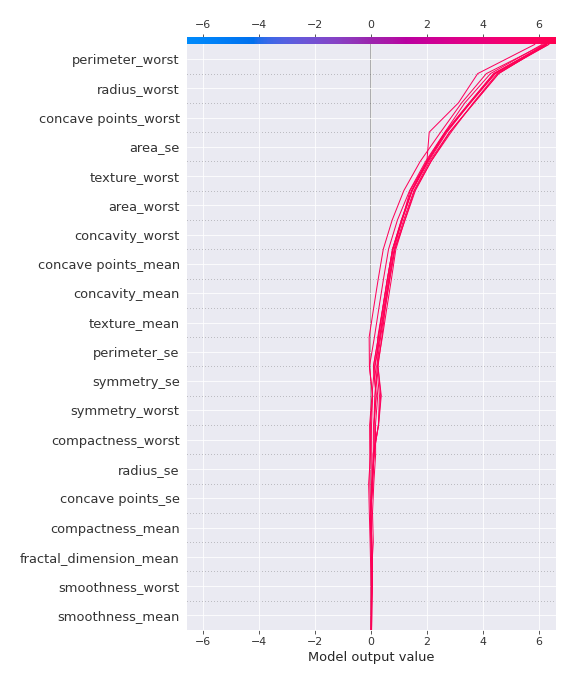 −6 −4 −2 0 2 4 6
perimeter_worst
radius_worst
concave points_worst
area_se
texture_worst
area_worst
concavity_worst
concave points_mean
concavity_mean
texture_mean
perimeter_se
symmetry_se
symmetry_worst
compactness_worst
radius_se
concave points_se
compactness_mean
fractal_dimension_mean
smoothness_worst
smoothness_mean
−6 −4 −2 0 2 4 6
Model output value